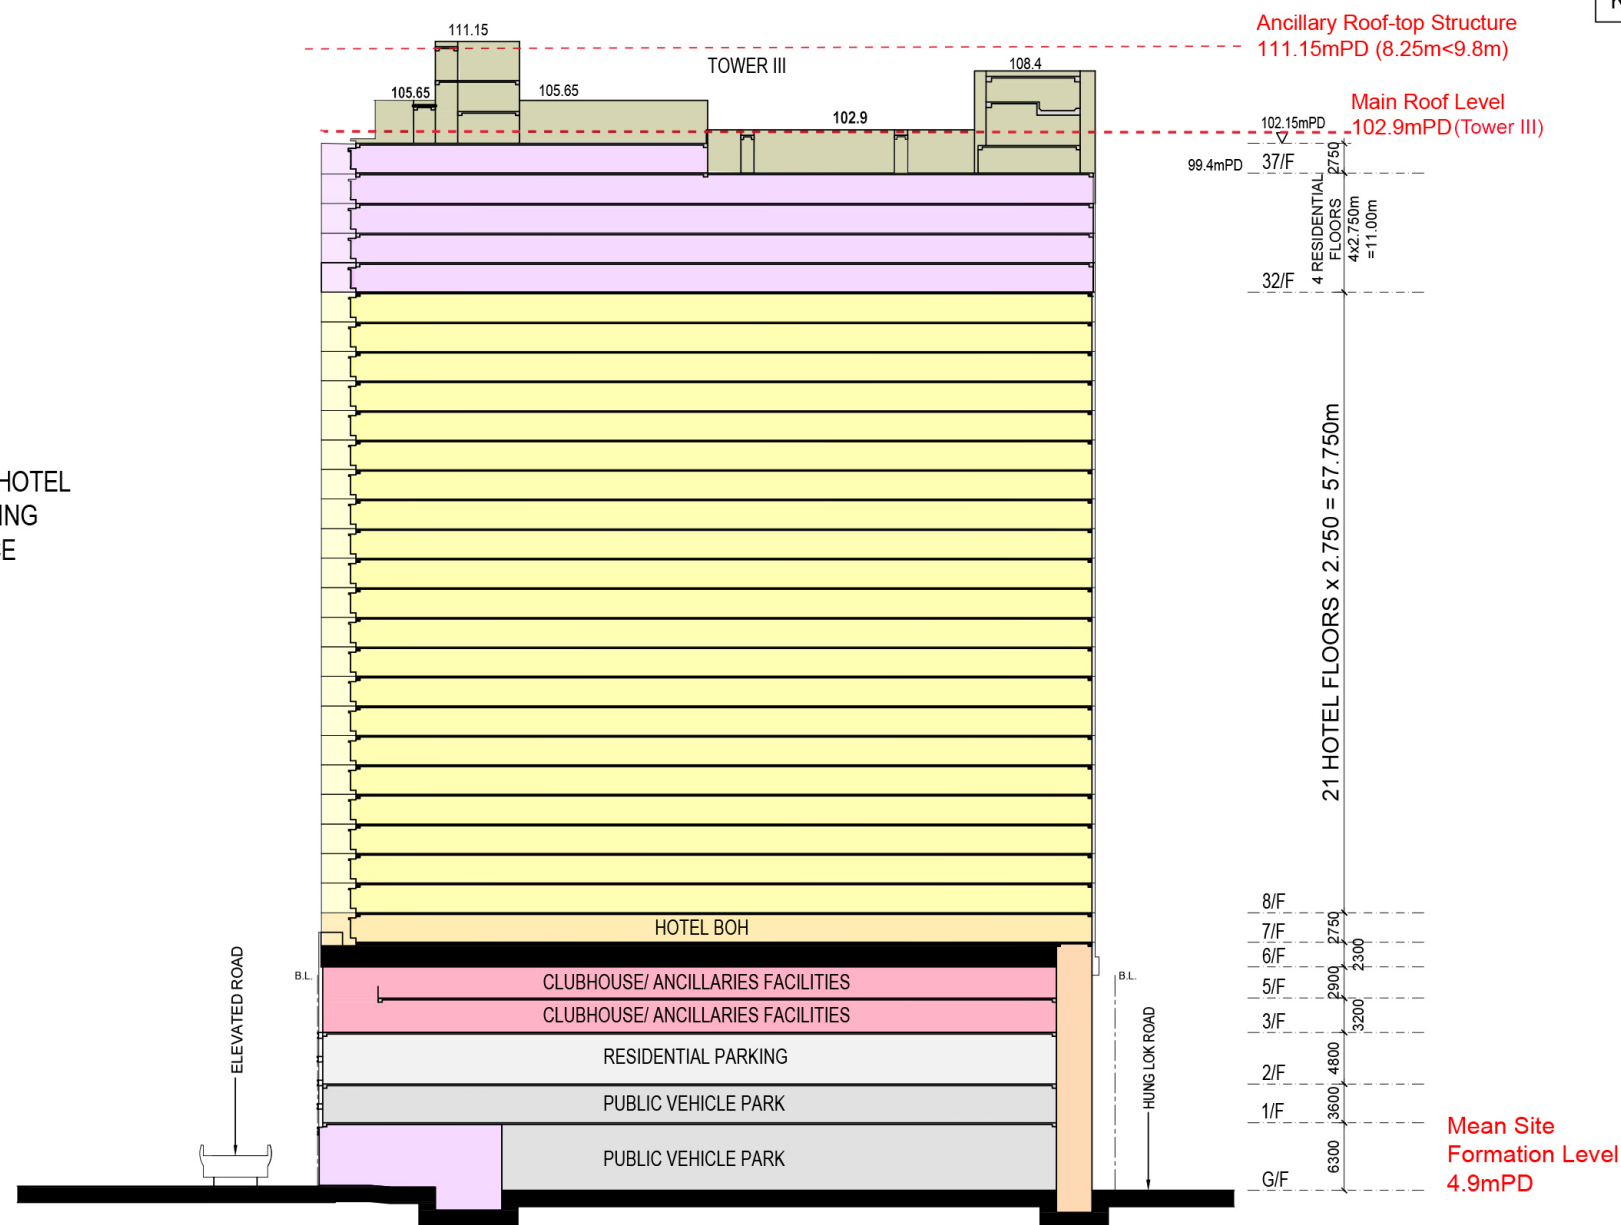 111.15
TOWER III
105.65
105.65
102.9
108.4
Ancillary Roof-top Structure
111.15mPD (8.25m<9.8m)
Main Roof Level
102.9mPD(Tower III)
102.15mPD
99.4mPD
37/F
2750
4 RESIDENTIAL
FLOORS
4x2.750m
=11.00m
32/F
HOTEL
21 HOTEL FLOORS x 2.750 = 57.750m
8/F
HOTEL BOH
7/F
2750
6/F
2300
B.L.
B.L.
CLUBHOUSE/ ANCILLARIES FACILITIES
5/F
2900
CLUBHOUSE/ ANCILLARIES FACILITIES
3/F
3200
ELEVATED ROAD
HUNG LOK ROAD
RESIDENTIAL PARKING
2/F
4800
PUBLIC VEHICLE PARK
1/F
3600
PUBLIC VEHICLE PARK
G/F
6300
Mean Site
Formation Level
4.9mPD